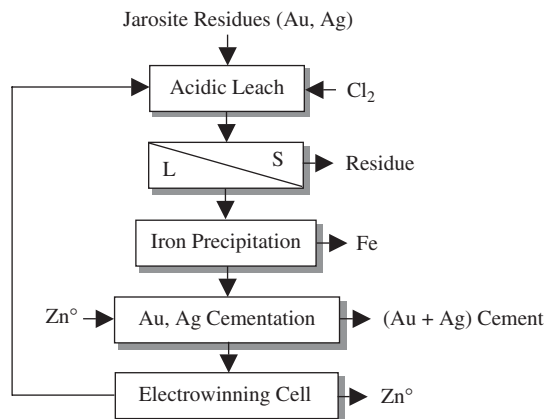 Jarosite Residues (Au, Ag)
Acidic Leach
Cl₂
L
S
Residue
Iron Precipitation
Fe
Zn°
Au, Ag Cementation
(Au + Ag) Cement
Electrowinning Cell
Zn°